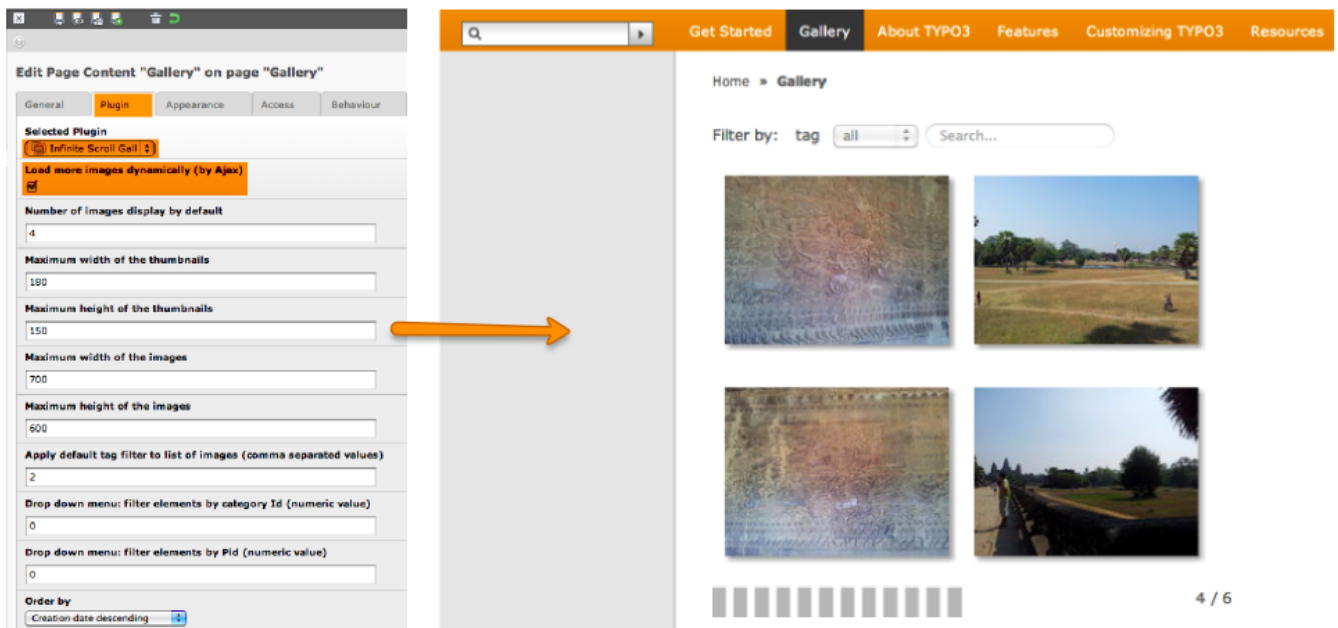 Edit Page Content "Gallery" on page "Gallery"
General Plugin Appearance Access Behaviour
Selected Plugin
Infinite Scroll Gall
Load more images dynamically (by Ajax)
Number of images display by default
4
Maximum width of the thumbnails
180
Maximum height of the thumbnails
150
Maximum width of the images
700
Maximum height of the images
600
Apply default tag filter to list of images (comma separated values)
2
Drop down menu: filter elements by category Id (numeric value)
0
Drop down menu: filter elements by Pid (numeric value)
0
Order by
Creation date descending
Get Started Gallery About TYPO3 Features Customizing TYPO3 Resources
Home » Gallery
Filter by: tag all Search...
4 / 6